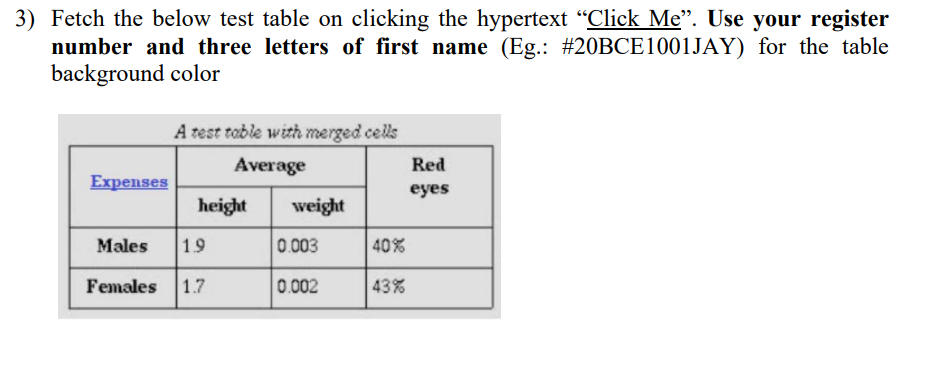 3) Fetch the below test table on clicking the hypertext “Click Me”. Use your register
number and three letters of first name (Eg.: #20BCE1001JAY) for the table
background color
A test table with merged cells
Expenses Average Red
eyes
height weight
Males 1.9 0.003 40%
Females 1.7 0.002 43%